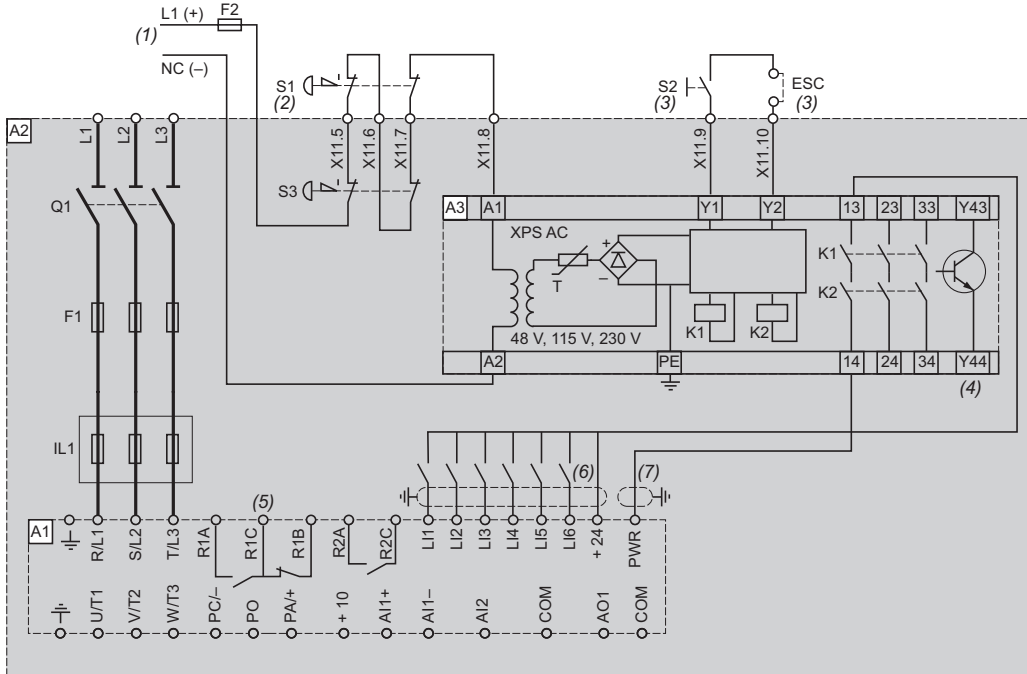 L1 (+)
F2
(1)
NC (–)
S1
(2)
S2
(3)
ESC
(3)
A2
L1
L2
L3
X11.5
X11.6
X11.7
X11.8
X11.9
X11.10
S3
Q1
A3
A1
Y1
Y2
13
23
33
Y43
XPS AC
+
–
T
K1
K2
K1
K2
48 V, 115 V, 230 V
F1
A2
PE
14
24
34
Y44
(4)
IL1
(5)
(6)
(7)
A1
R/L1
S/L2
T/L3
R1A
R1C
R1B
R2A
R2C
LI1
LI2
LI3
LI4
LI5
LI6
+ 24
PWR
U/T1
V/T2
W/T3
PC/–
PO
PA/+
+ 10
AI1+
AI1–
AI2
COM
AO1
COM